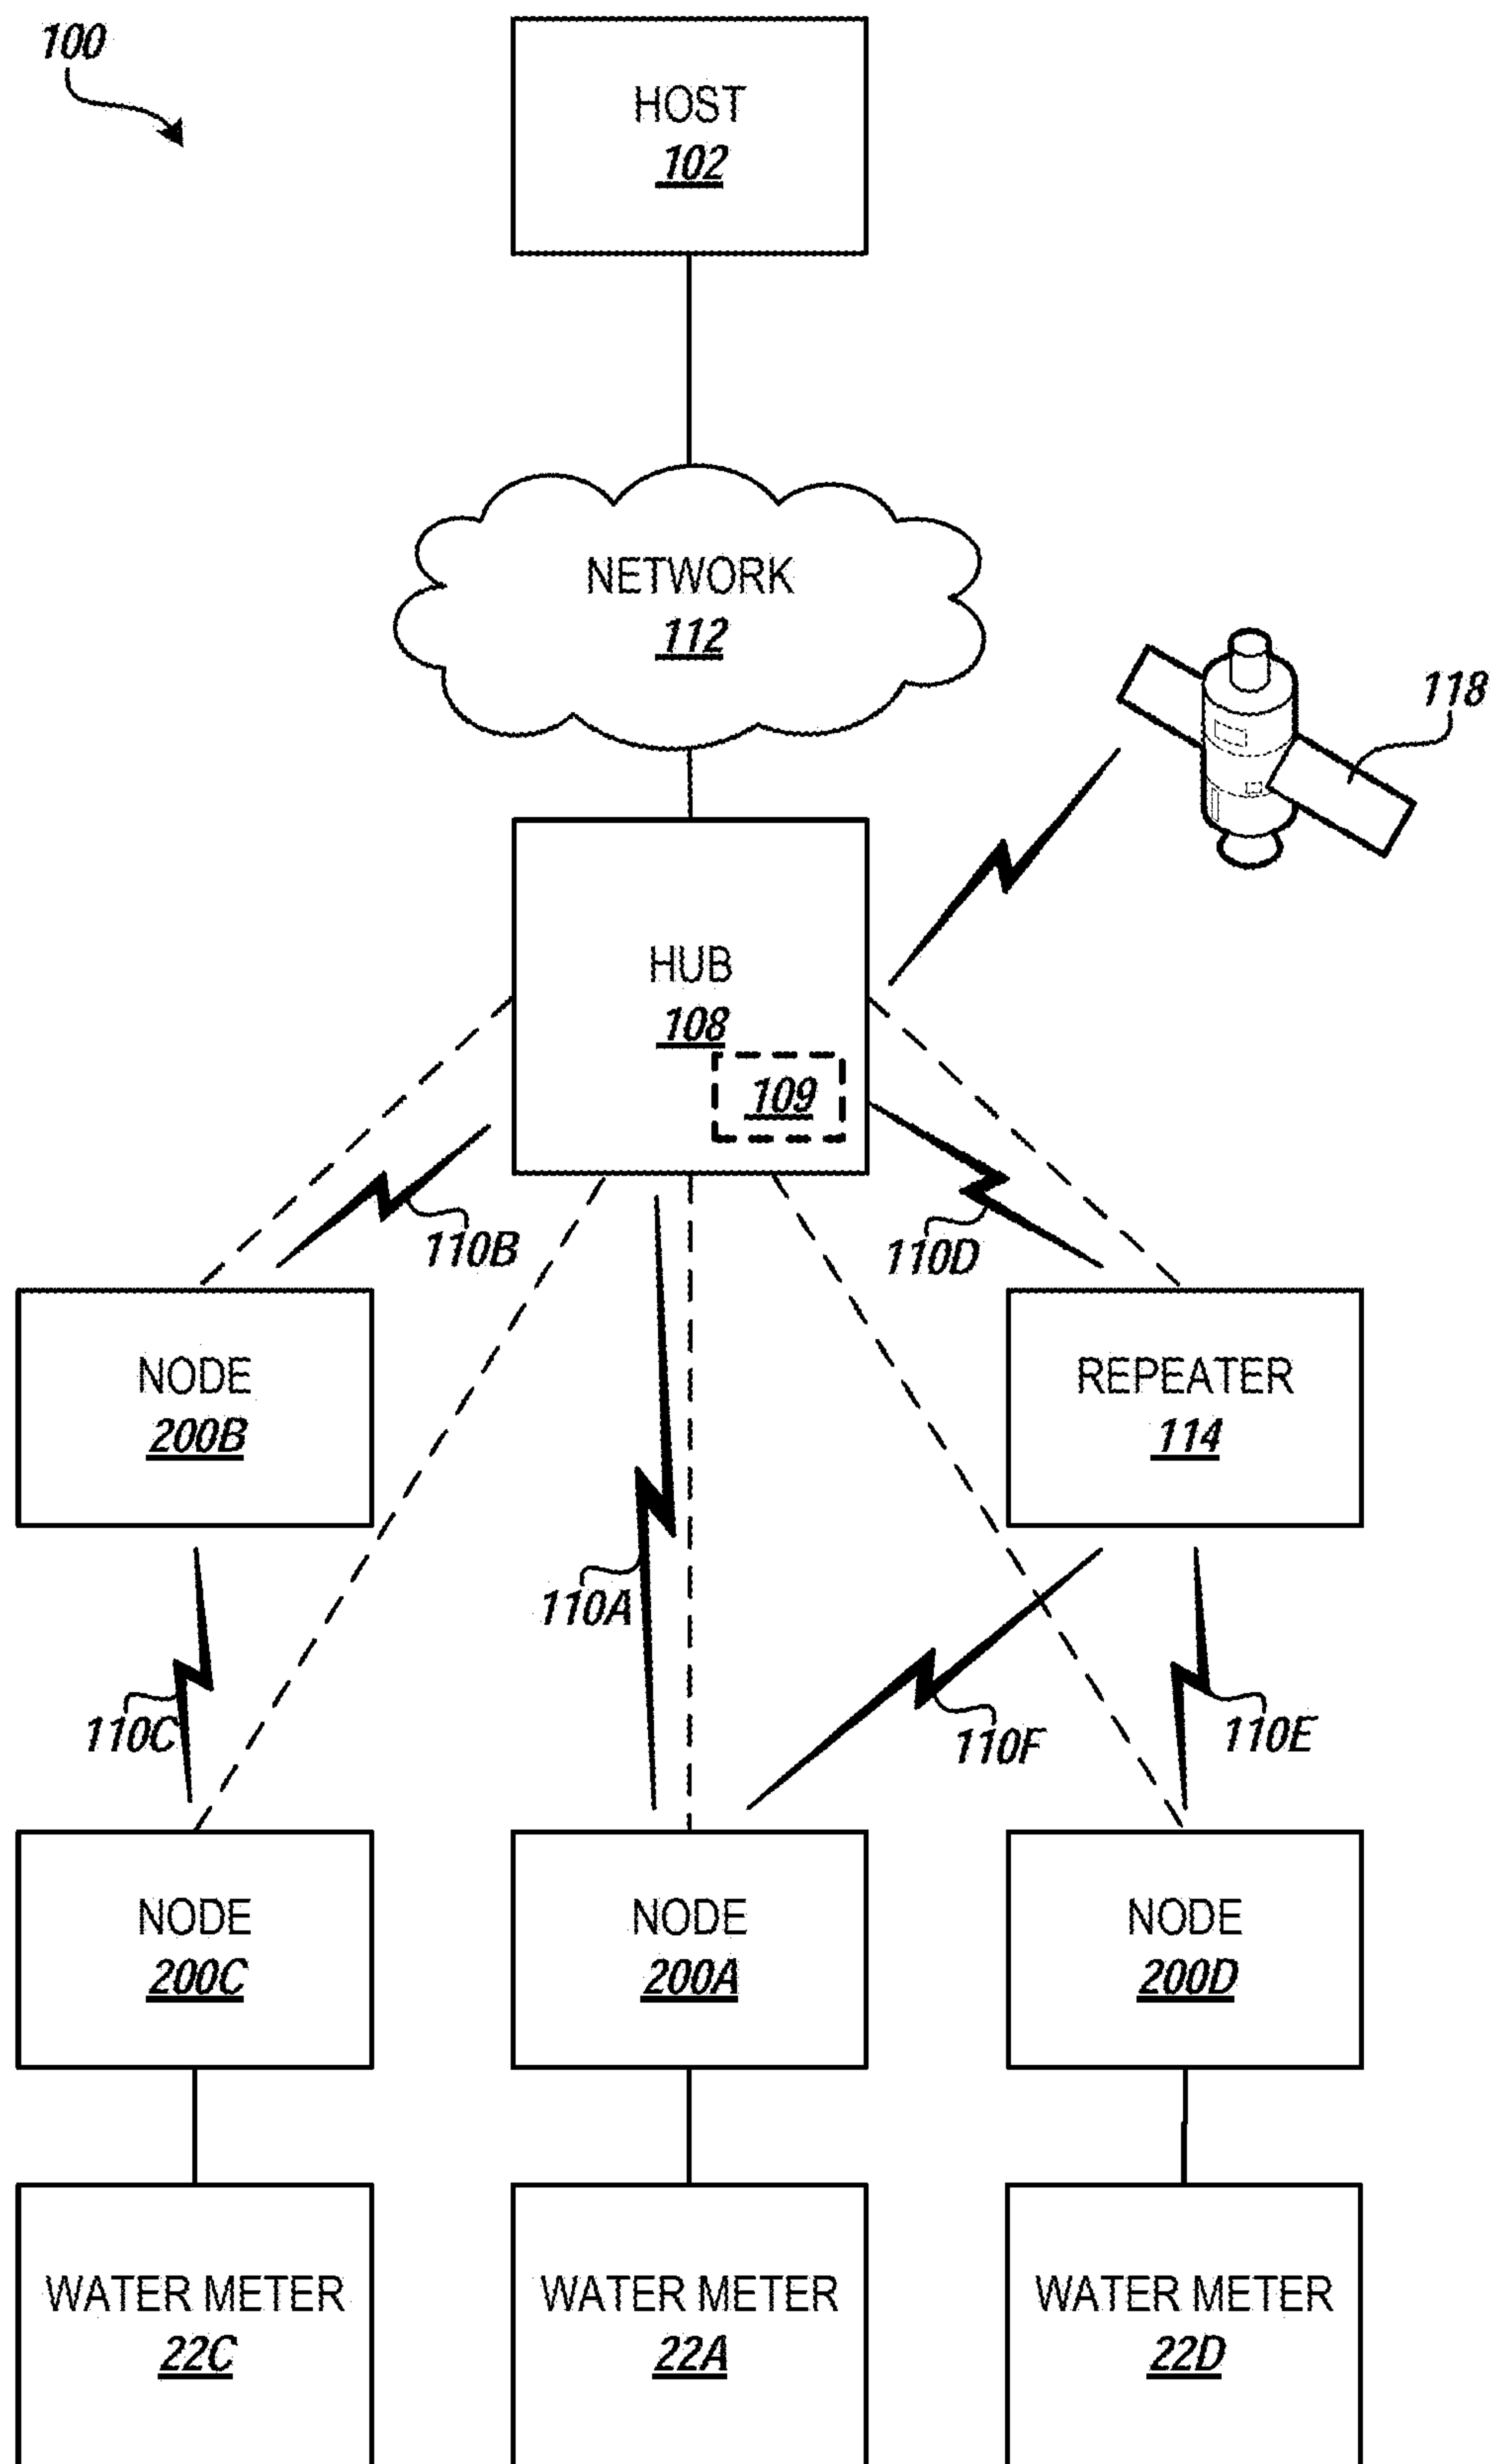 100
HOST
102
NETWORK
112
118
HUB
108
109
110B
110D
NODE
200B
REPEATER
114
110A
110C
110F
110E
NODE
200C
NODE
200A
NODE
200D
WATER METER
22C
WATER METER
22A
WATER METER
22D